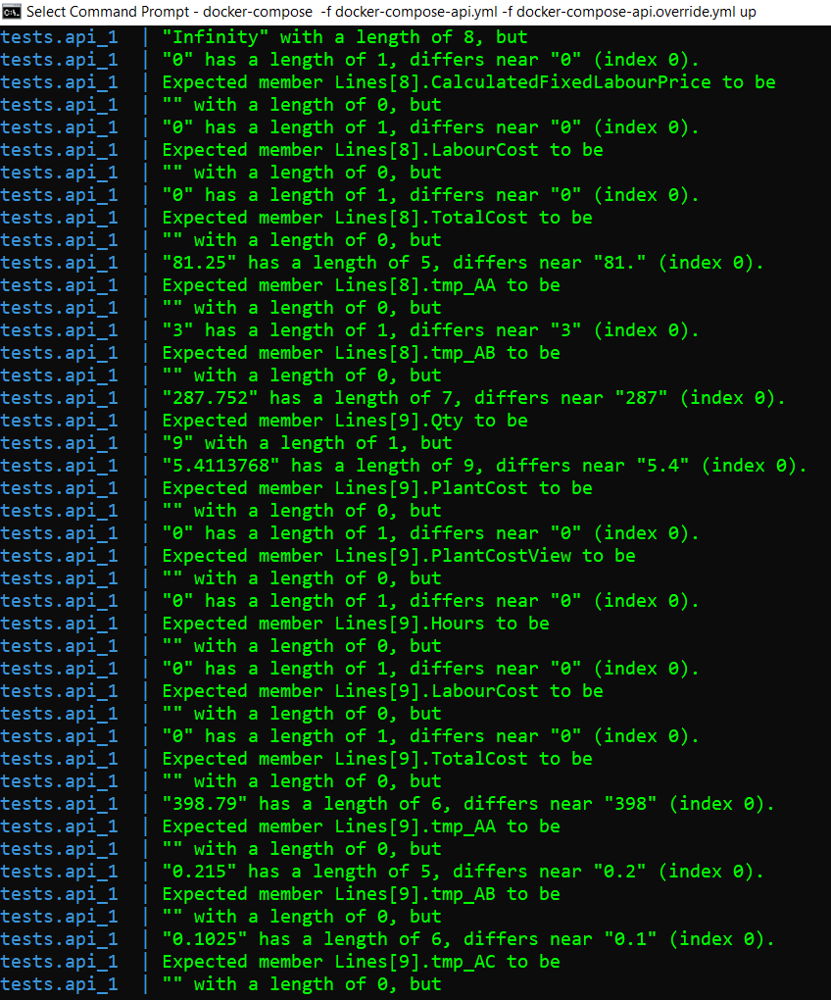 Select Command Prompt - docker-compose  -f docker-compose-api.yml -f docker-compose-api.override.yml up
tests.api_1  | "Infinity" with a length of 8, but
tests.api_1  | "0" has a length of 1, differs near "0" (index 0).
tests.api_1  | Expected member Lines[8].CalculatedFixedLabourPrice to be
tests.api_1  | "" with a length of 0, but
tests.api_1  | "0" has a length of 1, differs near "0" (index 0).
tests.api_1  | Expected member Lines[8].LabourCost to be
tests.api_1  | "" with a length of 0, but
tests.api_1  | "0" has a length of 1, differs near "0" (index 0).
tests.api_1  | Expected member Lines[8].TotalCost to be
tests.api_1  | "" with a length of 0, but
tests.api_1  | "81.25" has a length of 5, differs near "81." (index 0).
tests.api_1  | Expected member Lines[8].tmp_AA to be
tests.api_1  | "" with a length of 0, but
tests.api_1  | "3" has a length of 1, differs near "3" (index 0).
tests.api_1  | Expected member Lines[8].tmp_AB to be
tests.api_1  | "" with a length of 0, but
tests.api_1  | "287.752" has a length of 7, differs near "287" (index 0).
tests.api_1  | Expected member Lines[9].Qty to be
tests.api_1  | "9" with a length of 1, but
tests.api_1  | "5.4113768" has a length of 9, differs near "5.4" (index 0).
tests.api_1  | Expected member Lines[9].PlantCost to be
tests.api_1  | "" with a length of 0, but
tests.api_1  | "0" has a length of 1, differs near "0" (index 0).
tests.api_1  | Expected member Lines[9].PlantCostView to be
tests.api_1  | "" with a length of 0, but
tests.api_1  | "0" has a length of 1, differs near "0" (index 0).
tests.api_1  | Expected member Lines[9].Hours to be
tests.api_1  | "" with a length of 0, but
tests.api_1  | "0" has a length of 1, differs near "0" (index 0).
tests.api_1  | Expected member Lines[9].LabourCost to be
tests.api_1  | "" with a length of 0, but
tests.api_1  | "0" has a length of 1, differs near "0" (index 0).
tests.api_1  | Expected member Lines[9].TotalCost to be
tests.api_1  | "" with a length of 0, but
tests.api_1  | "398.79" has a length of 6, differs near "398" (index 0).
tests.api_1  | Expected member Lines[9].tmp_AA to be
tests.api_1  | "" with a length of 0, but
tests.api_1  | "0.215" has a length of 5, differs near "0.2" (index 0).
tests.api_1  | Expected member Lines[9].tmp_AB to be
tests.api_1  | "" with a length of 0, but
tests.api_1  | "0.1025" has a length of 6, differs near "0.1" (index 0).
tests.api_1  | Expected member Lines[9].tmp_AC to be
tests.api_1  | "" with a length of 0, but